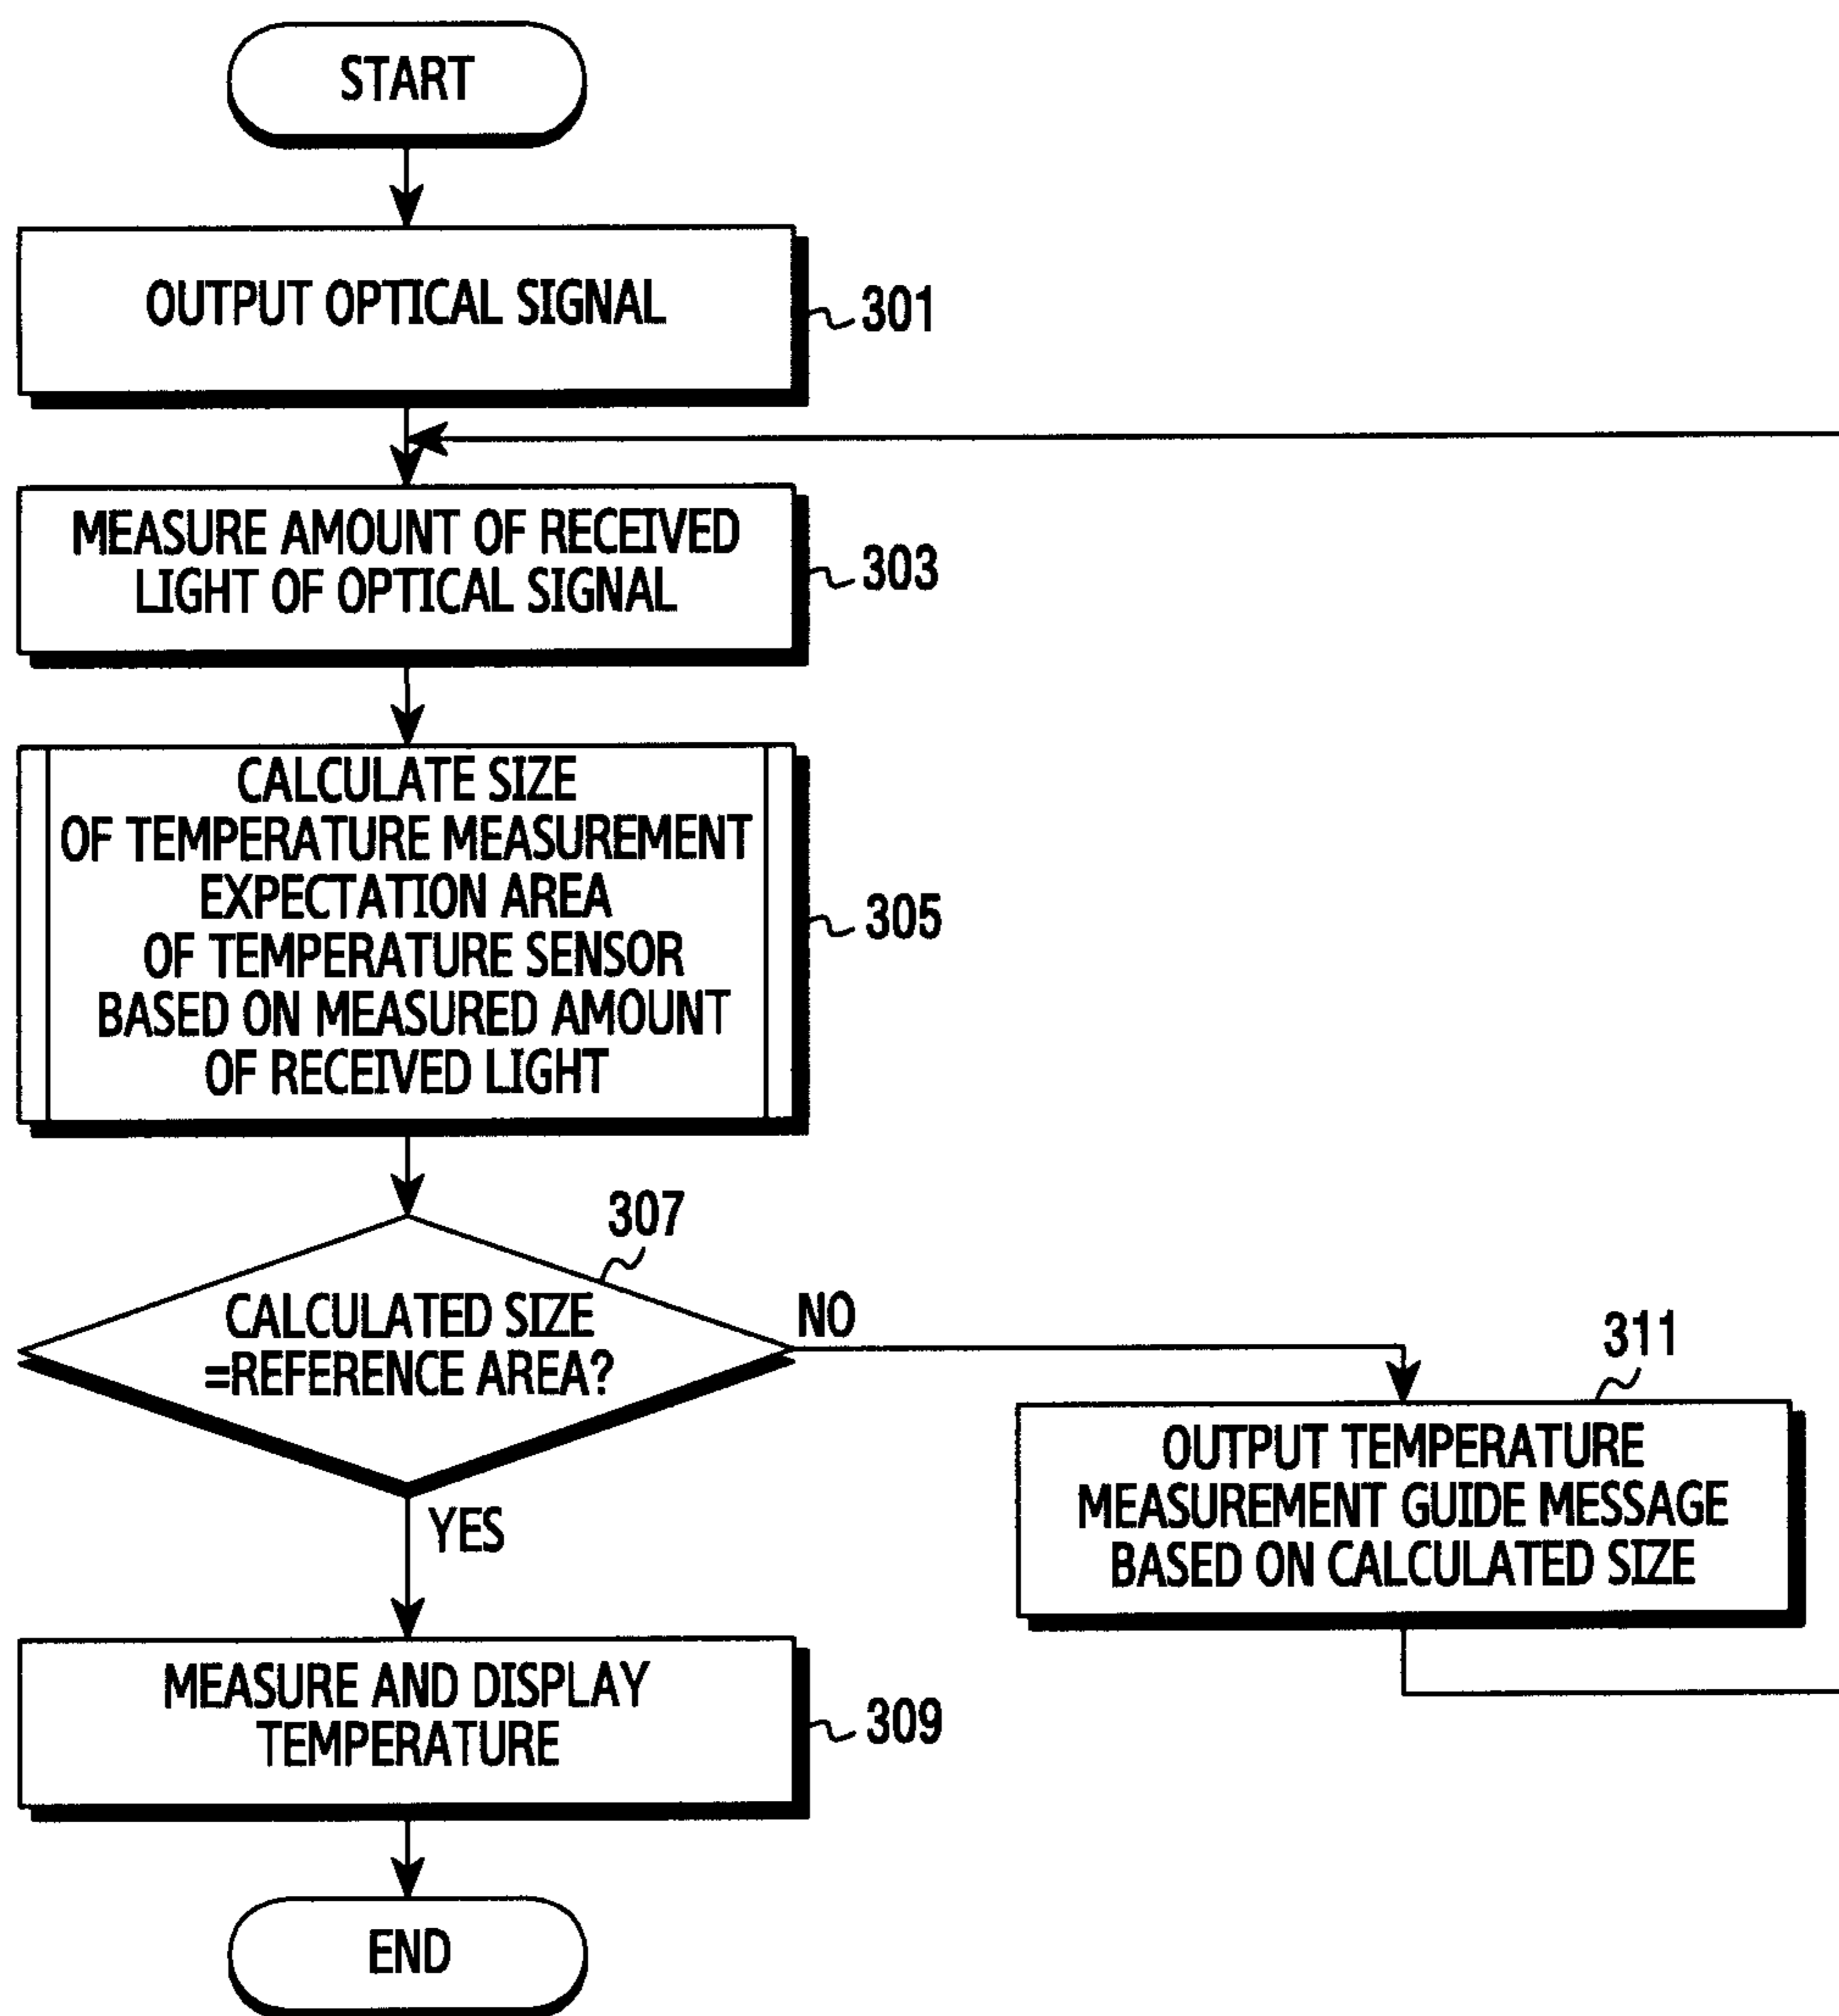 START
OUTPUT OPTICAL SIGNAL
301
MEASURE AMOUNT OF RECEIVED
LIGHT OF OPTICAL SIGNAL
303
CALCULATE SIZE
OF TEMPERATURE MEASUREMENT
EXPECTATION AREA
OF TEMPERATURE SENSOR
BASED ON MEASURED AMOUNT
OF RECEIVED LIGHT
305
307
CALCULATED SIZE
=REFERENCE AREA?
NO
YES
311
OUTPUT TEMPERATURE
MEASUREMENT GUIDE MESSAGE
BASED ON CALCULATED SIZE
MEASURE AND DISPLAY
TEMPERATURE
309
END